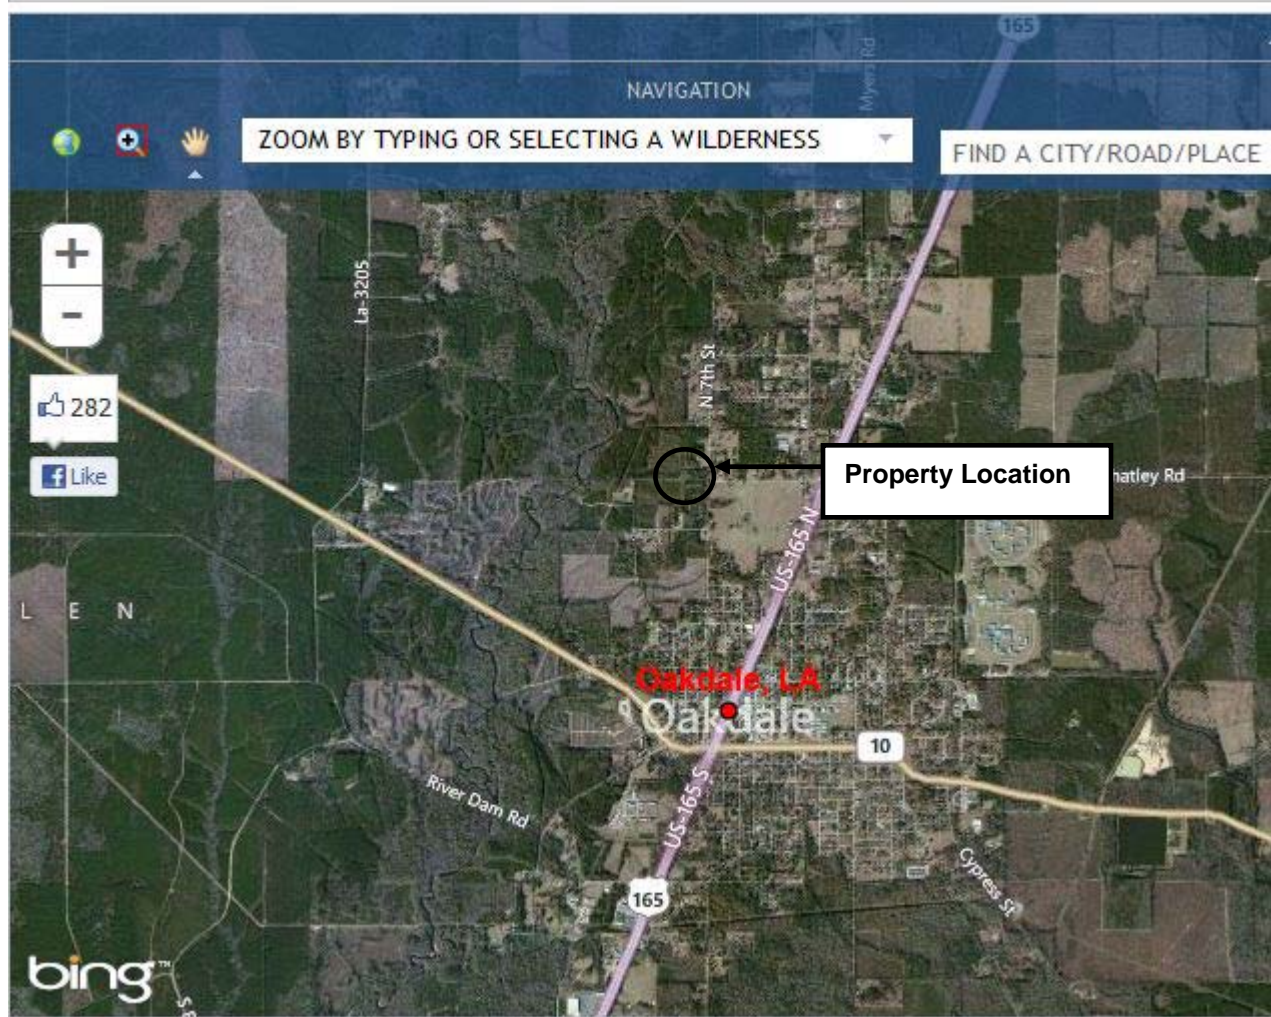 165
NAVIGATION
Myers Rd
ZOOM BY TYPING OR SELECTING A WILDERNESS
FIND A CITY/ROAD/PLACE
+
-
La-3205
282
Like
N 7th St
Property Location
hatley Rd
US-165 N
L E N
Oakdale, LA
Oakdale
10
River Dam Rd
US-165 S
Cypress St
165
bing™